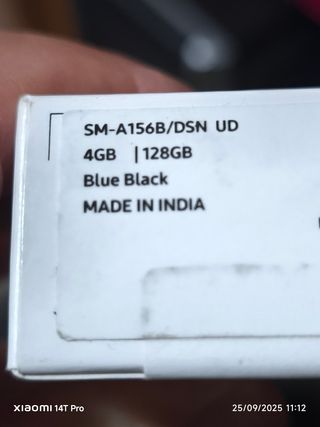 SM-A156B/DSN UD
4GB | 128GB
Blue Black
MADE IN INDIA
XIAOMI 14T Pro
25/09/2025 11:12